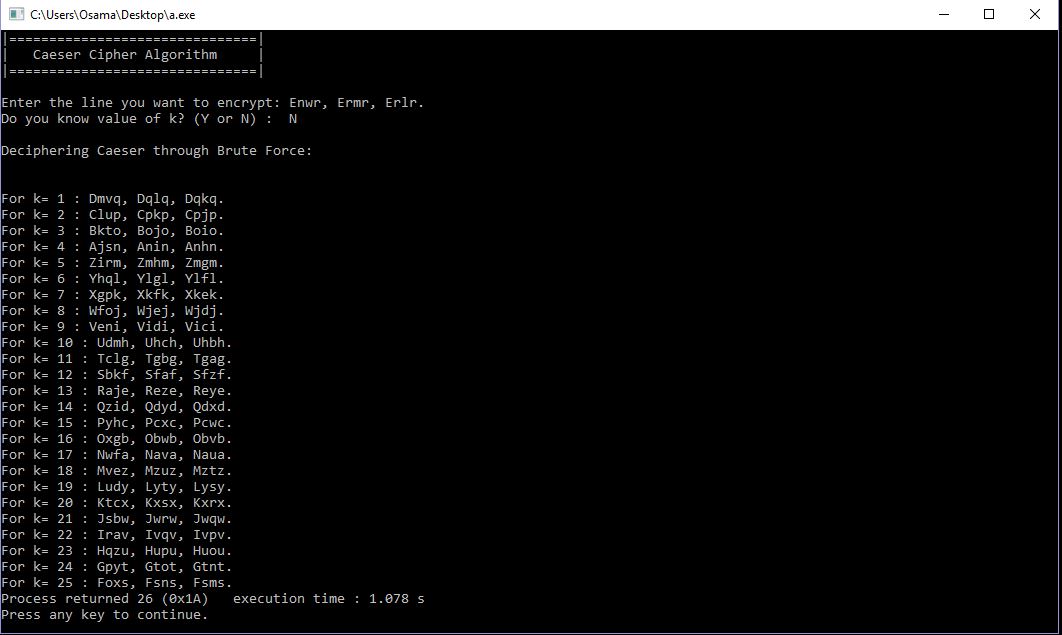 C:\Users\Osama\Desktop\a.exe
|===============================|
|   Caeser Cipher Algorithm     |
|===============================|
Enter the line you want to encrypt: Enwr, Ermr, Erlr.
Do you know value of k? (Y or N) :  N
Deciphering Caeser through Brute Force:
For k= 1 : Dmvq, Dqlq, Dqkq.
For k= 2 : Clup, Cpkp, Cpjp.
For k= 3 : Bkto, Bojo, Boio.
For k= 4 : Ajsn, Anin, Anhn.
For k= 5 : Zirm, Zmhm, Zmgm.
For k= 6 : Yhql, Ylgl, Ylfl.
For k= 7 : Xgpk, Xkfk, Xkek.
For k= 8 : Wfoj, Wjej, Wjdj.
For k= 9 : Veni, Vidi, Vici.
For k= 10 : Udmh, Uhch, Uhbh.
For k= 11 : Tclg, Tgbg, Tgag.
For k= 12 : Sbkf, Sfaf, Sfzf.
For k= 13 : Raje, Reze, Reye.
For k= 14 : Qzid, Qdyd, Qdxd.
For k= 15 : Pyhc, Pcxc, Pcwc.
For k= 16 : Oxgb, Obwb, Obvb.
For k= 17 : Nwfa, Nava, Naua.
For k= 18 : Mvez, Mzuz, Mztz.
For k= 19 : Ludy, Lyty, Lysy.
For k= 20 : Ktcx, Kxsx, Kxrx.
For k= 21 : Jsbw, Jwrw, Jwqw.
For k= 22 : Irav, Ivqv, Ivpv.
For k= 23 : Hqzu, Hupu, Huou.
For k= 24 : Gpyt, Gtot, Gtnt.
For k= 25 : Foxs, Fsns, Fsms.
Process returned 26 (0x1A)   execution time : 1.078 s
Press any key to continue.